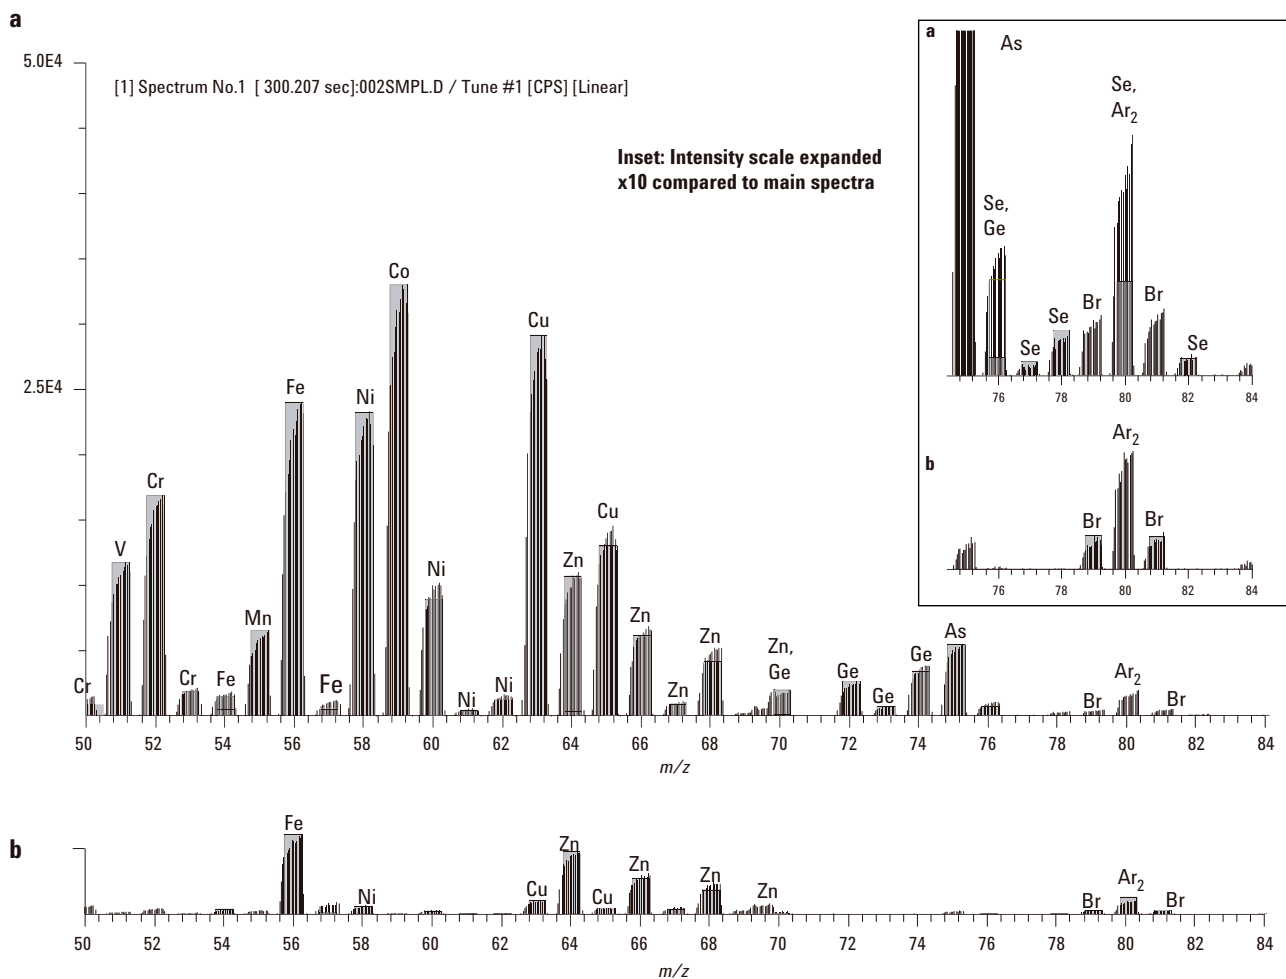 a
5.0E4
[1] Spectrum No.1 [ 300.207 sec]:002SMPL.D / Tune #1 [CPS] [Linear]
Inset: Intensity scale expanded
x10 compared to main spectra
2.5E4
Cr
V
Cr
Cr
Fe
Mn
Fe
Fe
Ni
Co
Ni
Ni
Ni
Cu
Zn
Cu
Zn
Zn
Zn
Zn,
Ge
Ge
Ge
Ge
As
Br
Ar2
Br
50 52 54 56 58 60 62 64 66 68 70 72 74 76 78 80 82 84
m/z
a
As
Se,
Ge
Se
Se
Br
Se,
Ar2
Br
Se
76 78 80 82 84
b
Br
Ar2
Br
76 78 80 82 84
b
Fe
Ni
Cu
Zn
Cu
Zn
Zn
Zn
Br
Ar2
Br
50 52 54 56 58 60 62 64 66 68 70 72 74 76 78 80 82 84
m/z